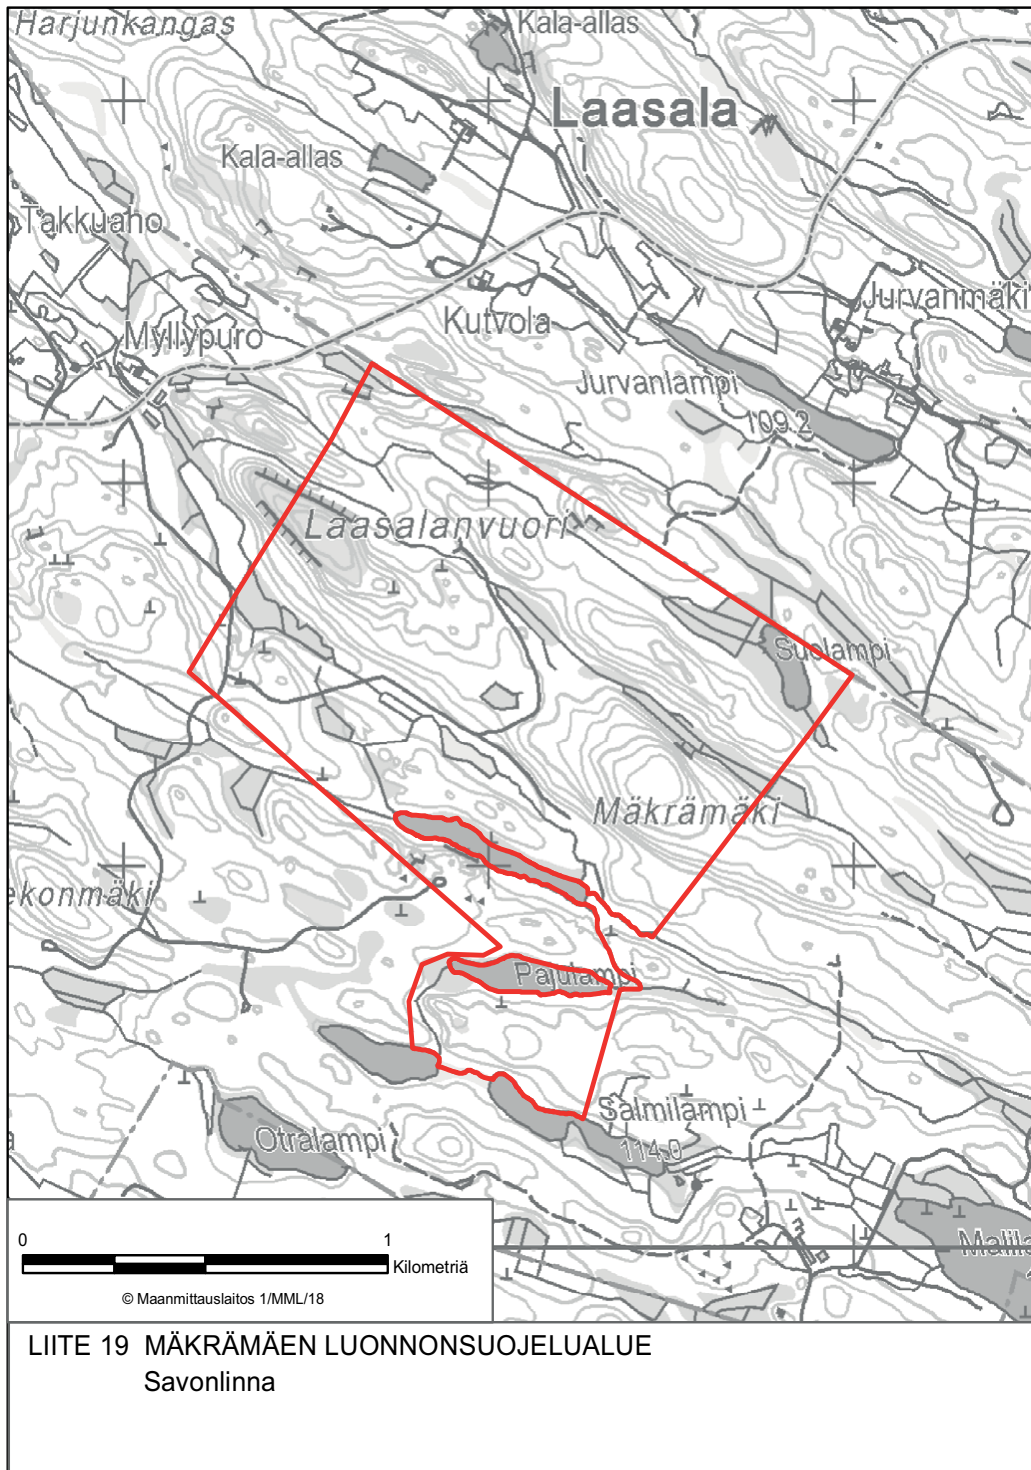 Harjunkangas
Kala-allas
Laasala
Kala-allas
Takkuaho
Jurvanmäki
Kutvola
Myllypuro
Jurvanlampi
109.2
Laasalanvuori
Suolampi
Mäkrämäki
ekonmäki
Pajulampi
Salmilampi
Otralampi
114.0
Malila
0 1
Kilometriä
© Maanmittauslaitos 1/MML/18
LIITE 19 MÄKRÄMÄEN LUONNONSUOJELUALUE
Savonlinna